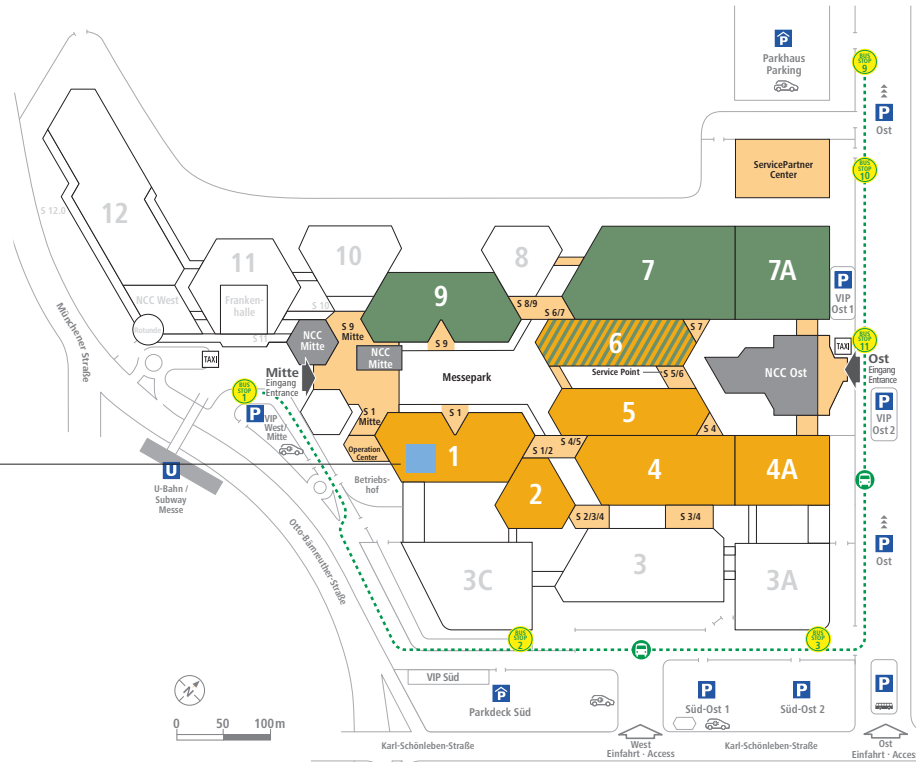 P
Parkhaus
Parking
BUS
STOP
9
P
Ost
ServicePartner
Center
BUS
STOP
10
12
S 12.0
11
10
8
7
7A
NCC West
Franken-
halle
S 10
9
S 8/9
S 6/7
P
VIP
Ost 1
Rotunde
S 11
S 9
Mitte
NCC
Mitte
S 9
NCC
Mitte
6
S 7
BUS
STOP
11
TAXI
TAXI
Münchener Straße
Mitte
Eingang
Entrance
Messepark
Service Point
S 5/6
NCC Ost
Ost
Eingang
Entrance
BUS
STOP
1
P
VIP
West/
Mitte
S 1
Mitte
S 1
5
S 4
P
VIP
Ost 2
Operation
Center
1
S 4/5
S 1/2
4
4A
U
U-Bahn /
Subway
Messe
Betriebs-
hof
2
S 2/3/4
S 3/4
Otto-Bärnreuther-Straße
P
Ost
3C
3
3A
BUS
STOP
2
BUS
STOP
3
N
VIP Süd
P
Parkdeck Süd
P
Süd-Ost 1
P
Süd-Ost 2
P
0 50 100 m
Karl-Schönleben-Straße
West
Einfahrt · Access
Karl-Schönleben-Straße
Ost
Einfahrt · Access